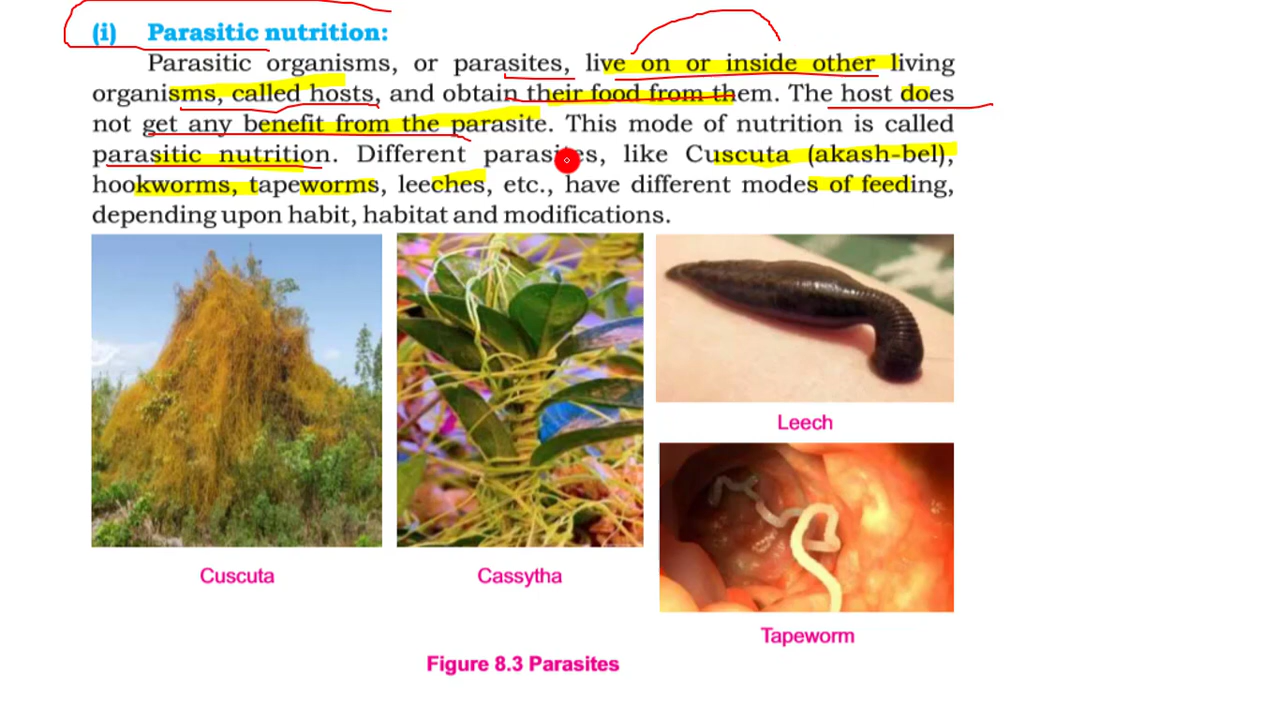 (i) Parasitic nutrition:
Parasitic organisms, or parasites, live on or inside other living
organisms, called hosts, and obtain their food from them. The host does
not get any benefit from the parasite. This mode of nutrition is called
parasitic nutrition. Different parasites, like Cuscuta (akash-bel),
hookworms, tapeworms, leeches, etc., have different modes of feeding,
depending upon habit, habitat and modifications.
Leech
Cuscuta
Cassytha
Tapeworm
Figure 8.3 Parasites